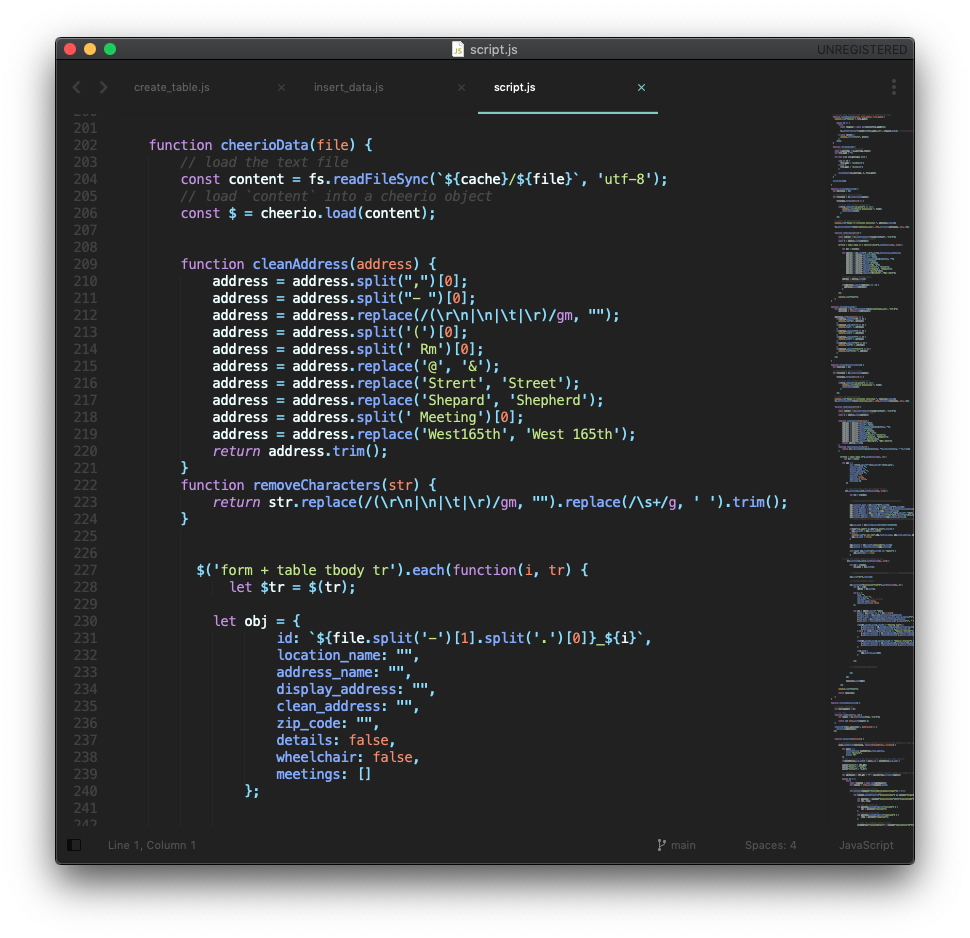 script.js
UNREGISTERED
create_table.js
insert_data.js
script.js
201
202 function cheerioData(file) {
203 // load the text file
204 const content = fs.readFileSync(`${cache}/${file}`, 'utf-8');
205 // load `content` into a cheerio object
206 const $ = cheerio.load(content);
207
208
209 function cleanAddress(address) {
210 address = address.split(",")[0];
211 address = address.split("– ")[0];
212 address = address.replace(/(\r\n|\n|\t|\r)/gm, "");
213 address = address.split('(')[0];
214 address = address.split(' Rm')[0];
215 address = address.replace('@', '&');
216 address = address.replace('Strert', 'Street');
217 address = address.replace('Shepard', 'Shepherd');
218 address = address.split(' Meeting')[0];
219 address = address.replace('West165th', 'West 165th');
220 return address.trim();
221 }
222 function removeCharacters(str) {
223 return str.replace(/(\r\n|\n|\t|\r)/gm, "").replace(/\s+/g, ' ').trim();
224 }
225
226
227 $('form + table tbody tr').each(function(i, tr) {
228 let $tr = $(tr);
229
230 let obj = {
231 id: `${file.split('-')[1].split('.')[0]}_${i}`,
232 location_name: "",
233 address_name: "",
234 display_address: "",
235 clean_address: "",
236 zip_code: "",
237 details: false,
238 wheelchair: false,
239 meetings: []
240 };
241
242
Line 1, Column 1
main
Spaces: 4
JavaScript